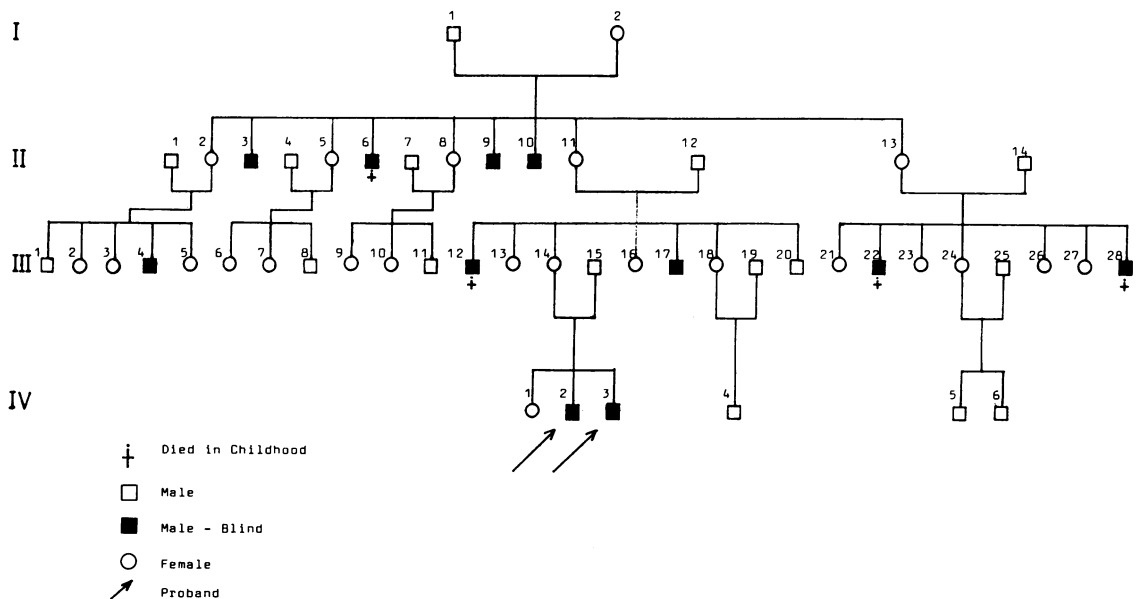 I
1 2
II
1 2 3 4 5 6 7 8 9 10 11 12 13 14
III
1 2 3 4 5 6 7 8 9 10 11 12 13 14 15 16 17 18 19 20 21 22 23 24 25 26 27 28
IV
1 2 3 4 5 6
Died in Childhood
Male
Male - Blind
Female
Proband